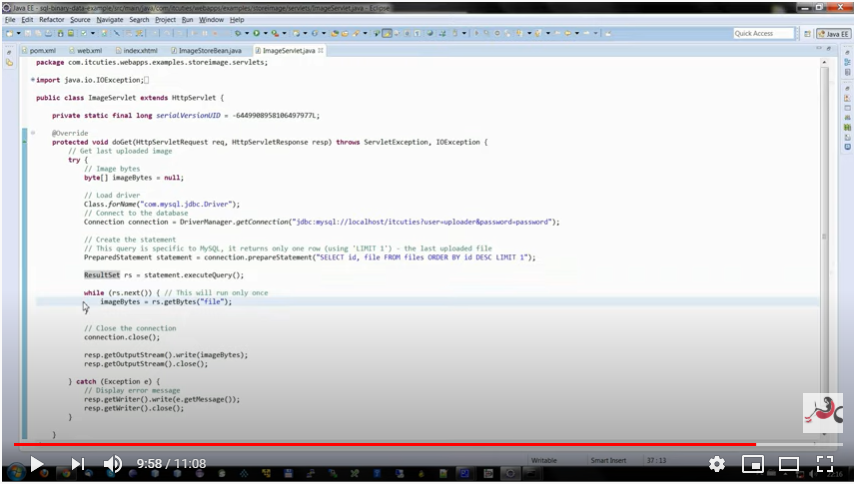 Java EE - sql-binary-data-example/src/main/java/com/itcuties/webapps/examples/storeimage/servlets/ImageServlet.java - Eclipse
File Edit Refactor Source Navigate Search Project Run Window Help
Quick Access
Java EE
pom.xml web.xml index.xhtml ImageStoreBean.java ImageServlet.java
package com.itcuties.webapps.examples.storeimage.servlets;
import java.io.IOException;
public class ImageServlet extends HttpServlet {
private static final long serialVersionUID = -6449908958106497977L;
@Override
protected void doGet(HttpServletRequest req, HttpServletResponse resp) throws ServletException, IOException {
// Get last uploaded image
try {
// Image bytes
byte[] imageBytes = null;
// Load driver
Class.forName("com.mysql.jdbc.Driver");
// Connect to the database
Connection connection = DriverManager.getConnection("jdbc:mysql://localhost/itcuties?user=uploader&password=password");
// Create the statement
// This query is specific to MySQL, it returns only one row (using 'LIMIT 1') - the last uploaded file
PreparedStatement statement = connection.prepareStatement("SELECT id, file FROM files ORDER BY id DESC LIMIT 1");
ResultSet rs = statement.executeQuery();
while (rs.next()) { // This will run only once
imageBytes = rs.getBytes("file");
}
// Close the connection
connection.close();
resp.getOutputStream().write(imageBytes);
resp.getOutputStream().close();
} catch (Exception e) {
// Display error message
resp.getWriter().write(e.getMessage());
resp.getWriter().close();
}
}
Writable Smart Insert 37 : 13
9:58 / 11:08
22:16